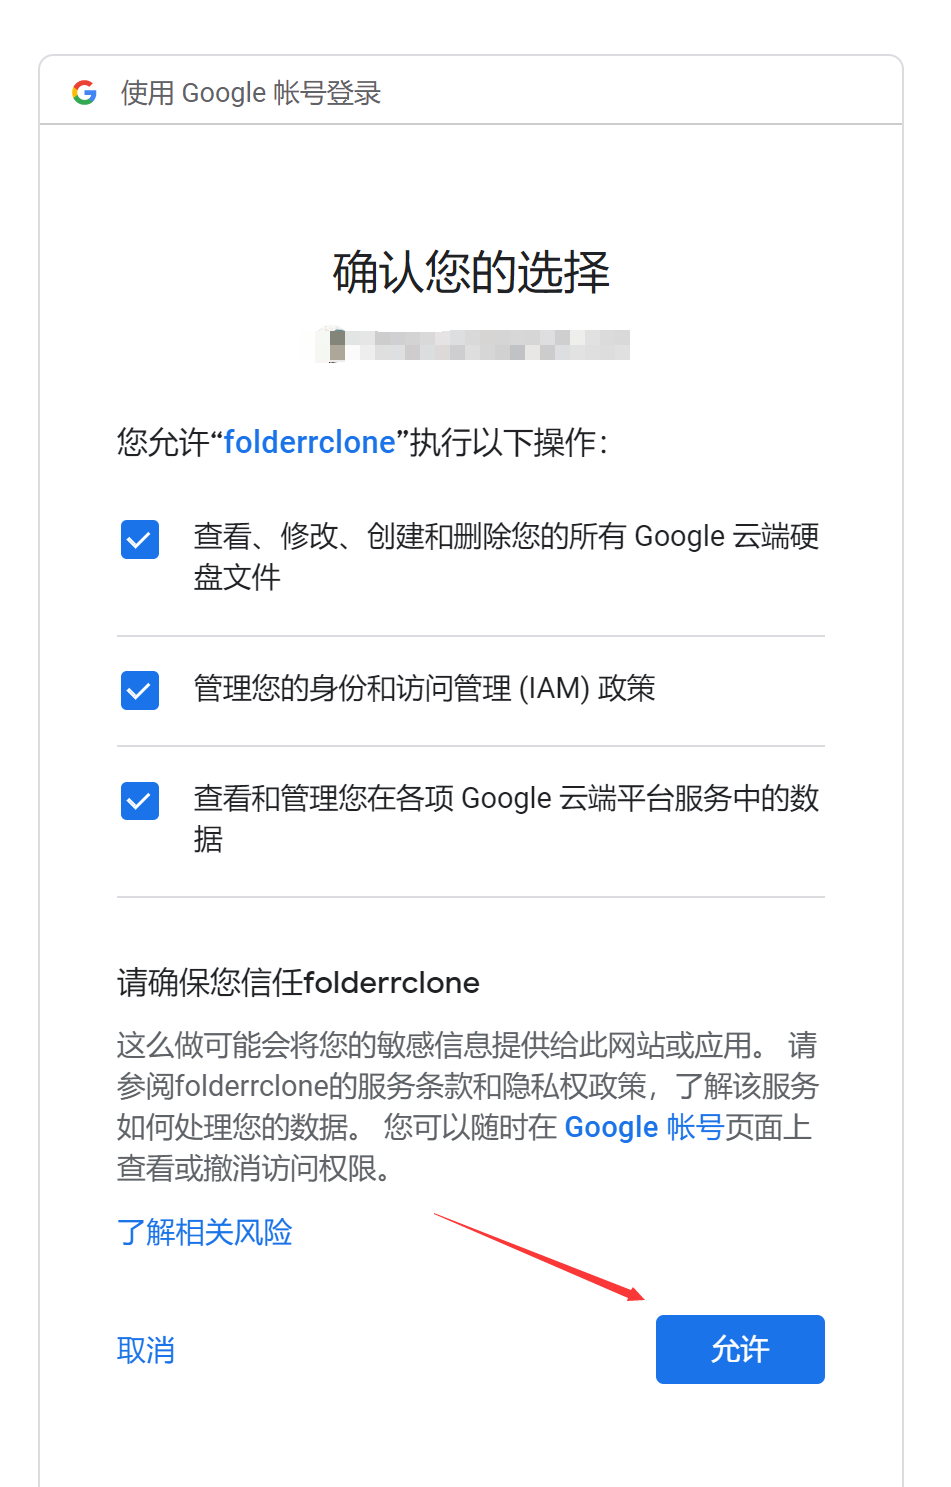 使用 Google 帐号登录
确认您的选择
您允许“folderrclone”执行以下操作：
查看、修改、创建和删除您的所有 Google 云端硬
盘文件
管理您的身份和访问管理 (IAM) 政策
查看和管理您在各项 Google 云端平台服务中的数
据
请确保您信任folderrclone
这么做可能会将您的敏感信息提供给此网站或应用。 请
参阅folderrclone的服务条款和隐私权政策，了解该服务
如何处理您的数据。 您可以随时在 Google 帐号页面上
查看或撤消访问权限。
了解相关风险
取消
允许